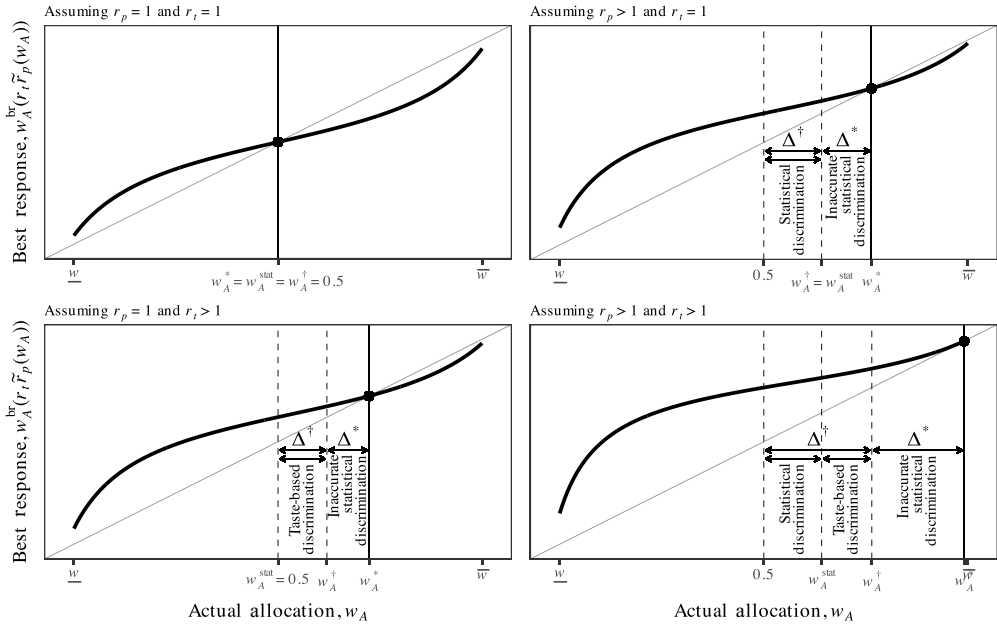 Assuming r_p = 1 and r_t = 1
Best response, w_A^br(r_t r̃_p(w_A))
w
w_A^* = w_A^stat = w_A^† = 0.5
w̅
Assuming r_p > 1 and r_t = 1
Δ^†
Δ^*
Statistical
discrimination
Inaccurate
statistical
discrimination
w
0.5
w_A^† = w_A^stat
w_A^*
w̅
Assuming r_p = 1 and r_t > 1
Best response, w_A^br(r_t r̃_p(w_A))
Δ^†
Δ^*
Taste-based
discrimination
Inaccurate
statistical
discrimination
w
w_A^stat = 0.5
w_A^†
w_A^*
w̅
Actual allocation, w_A
Assuming r_p > 1 and r_t > 1
Δ^†
Δ^*
Statistical
discrimination
Taste-based
discrimination
Inaccurate
statistical
discrimination
w
0.5
w_A^stat
w_A^†
w_A^*
w̅
Actual allocation, w_A